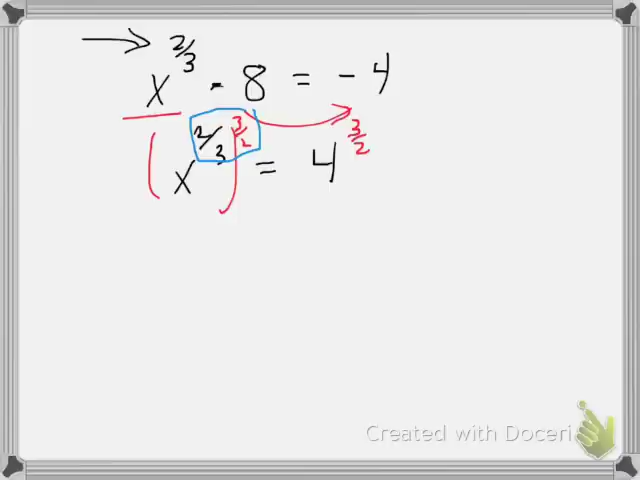 x^{2/3} - 8 = -4
(x^{2/3})^{3/2} = 4^{3/2}
Created with Doceri